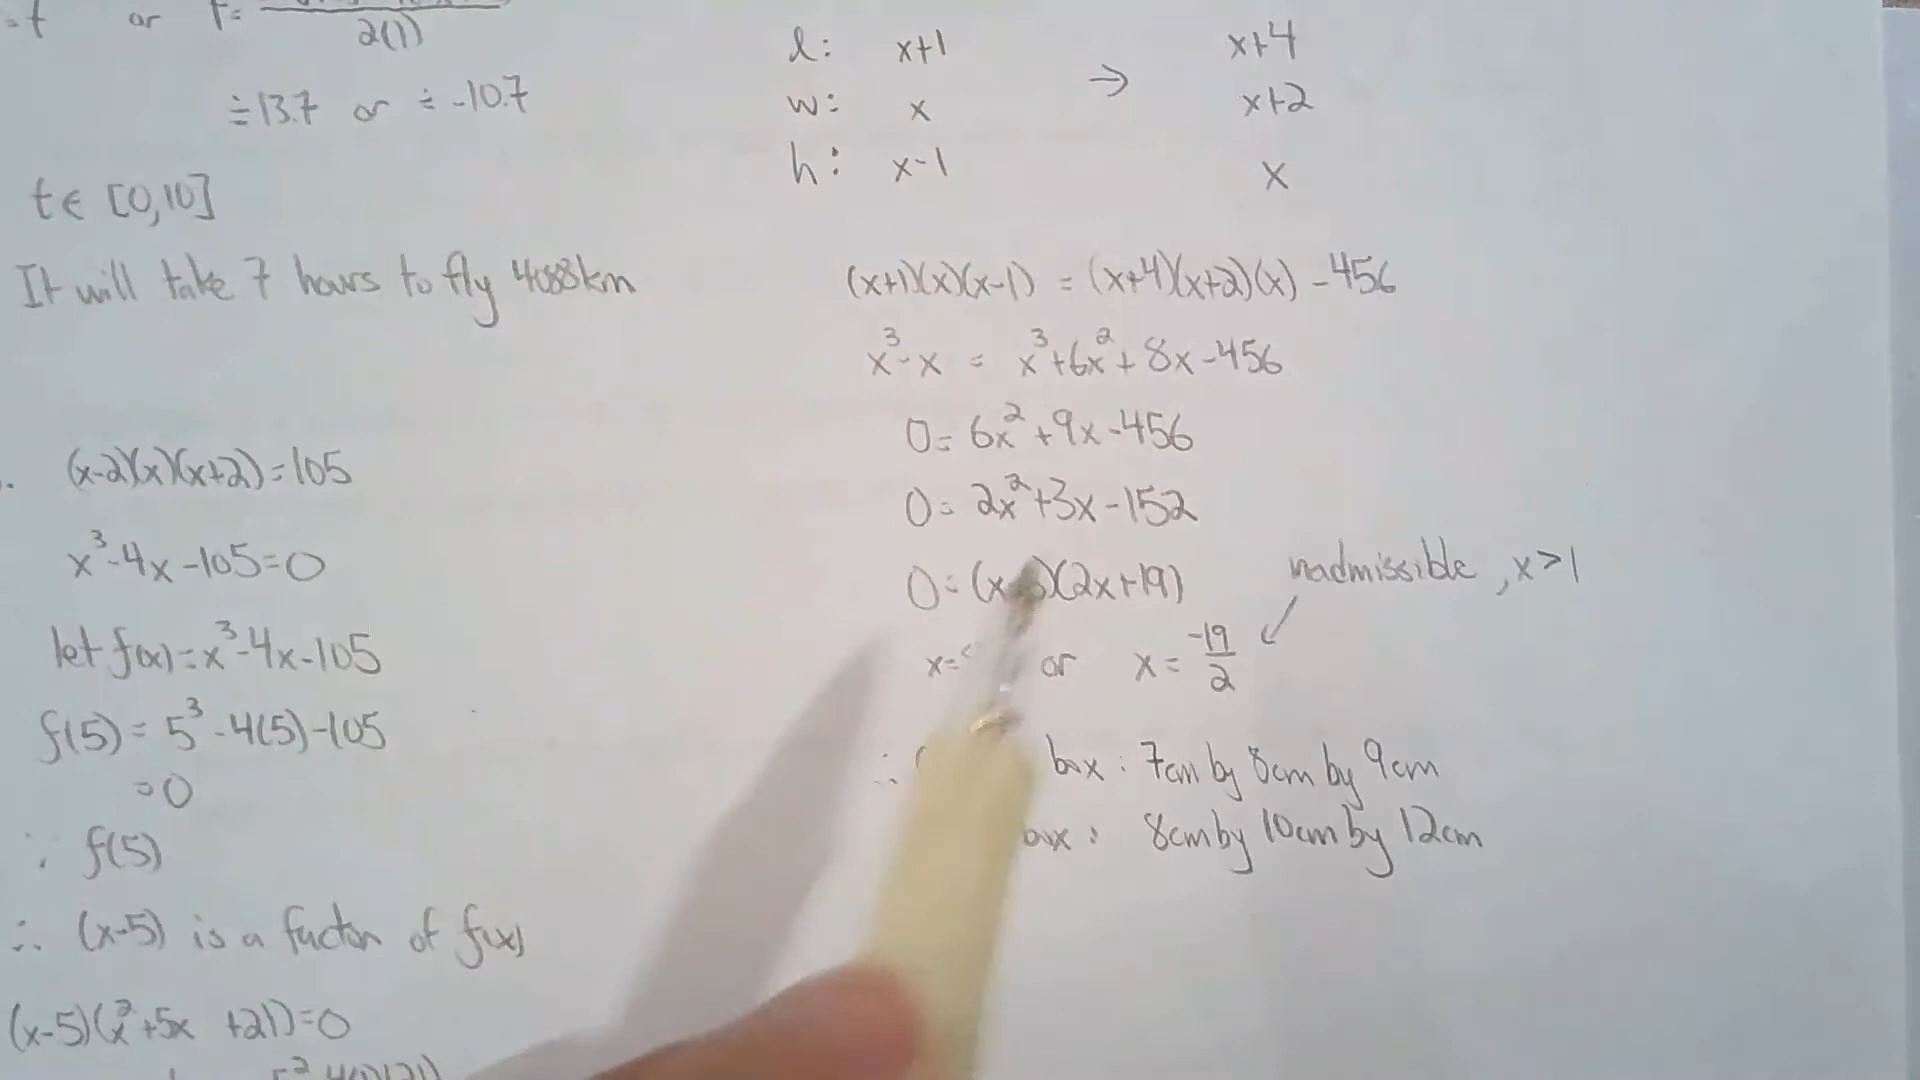 =t or t=
2(1)
≐13.7 or ≐-10.7
t∈ [0,10]
It will take 7 hours to fly 4088km
(x-2)(x)(x+2)=105
x³-4x-105=0
let f(x)=x³-4x-105
f(5)=5³-4(5)-105
=0
∵ f(5)
∴ (x-5) is a factor of f(x)
(x-5)(x²+5x +21)=0
l: x+1 → x+4
w: x x+2
h: x-1 x
(x+1)(x)(x-1) = (x+4)(x+2)(x) -456
x³-x = x³+6x²+8x-456
0=6x²+9x-456
0=2x²+3x-152
0=(x- )(2x+19) inadmissible, x>1
x= or x=-19/2
∴ box: 7cm by 8cm by 9cm
8cm by 10cm by 12cm